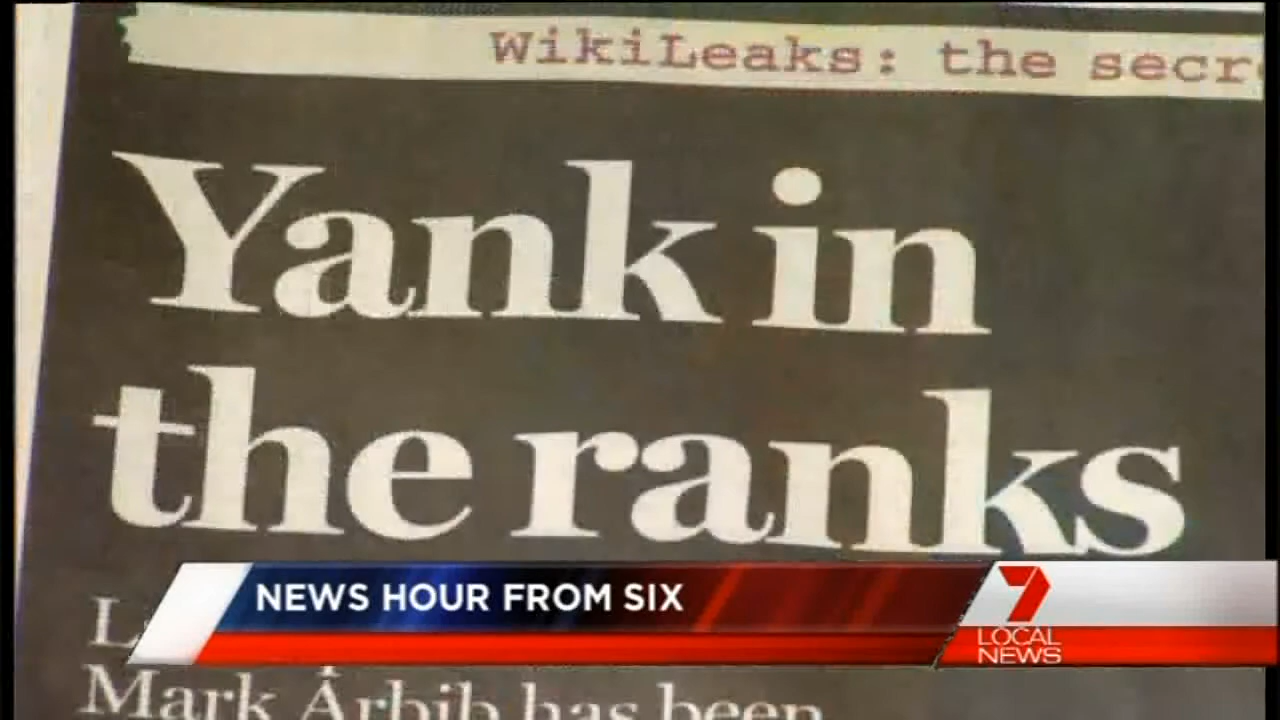 WikiLeaks: the secr
Yank in
the ranks
NEWS HOUR FROM SIX
7
LOCAL
NEWS
L
Mark Arbib has been